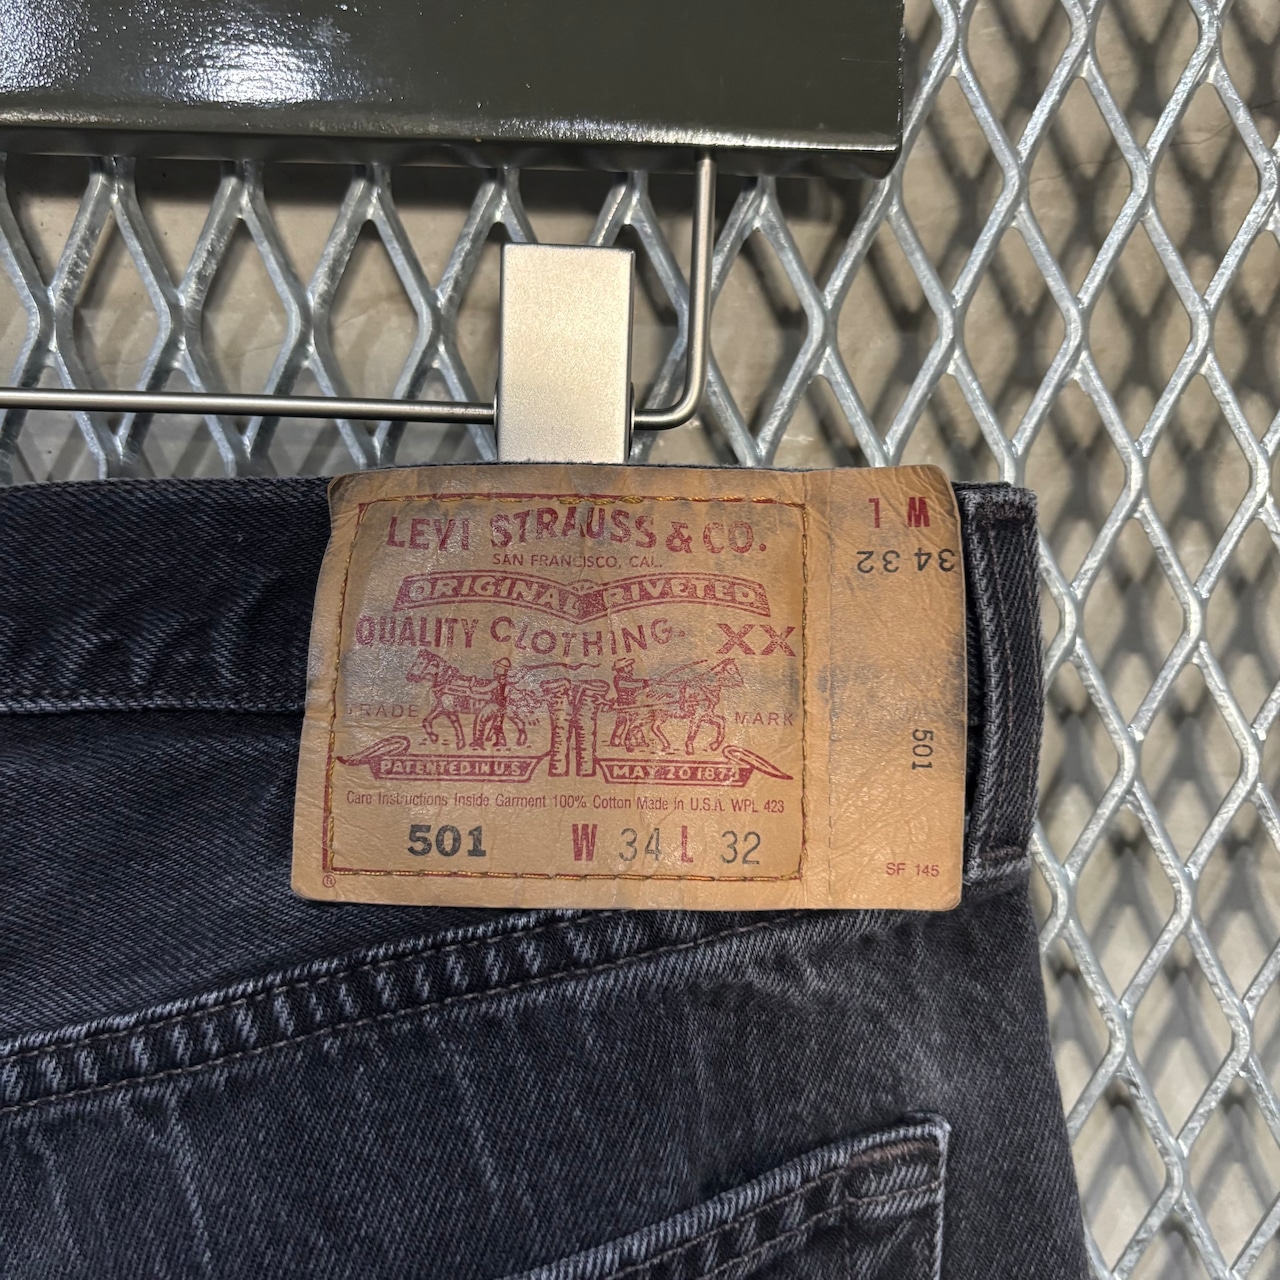 LEVI STRAUSS & CO.
SAN FRANCISCO, CAL.
ORIGINAL RIVETED
QUALITY CLOTHING. XX
TRADE MARK
PATENTED IN U.S. MAY 20 1873
Care Instructions Inside Garment 100% Cotton Made in U.S.A. WPL 423
501 W 34 L 32
®
L W
34 32
501
SF 145